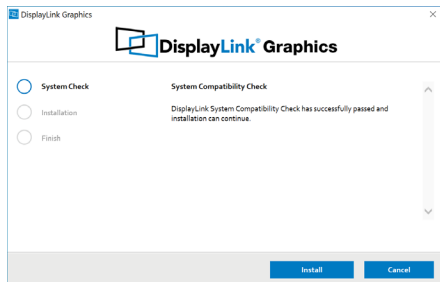 DisplayLink Graphics
DisplayLink® Graphics
System Check
Installation
Finish
System Compatibility Check
DisplayLink System Compatibility Check has successfully passed and
installation can continue.
Install
Cancel